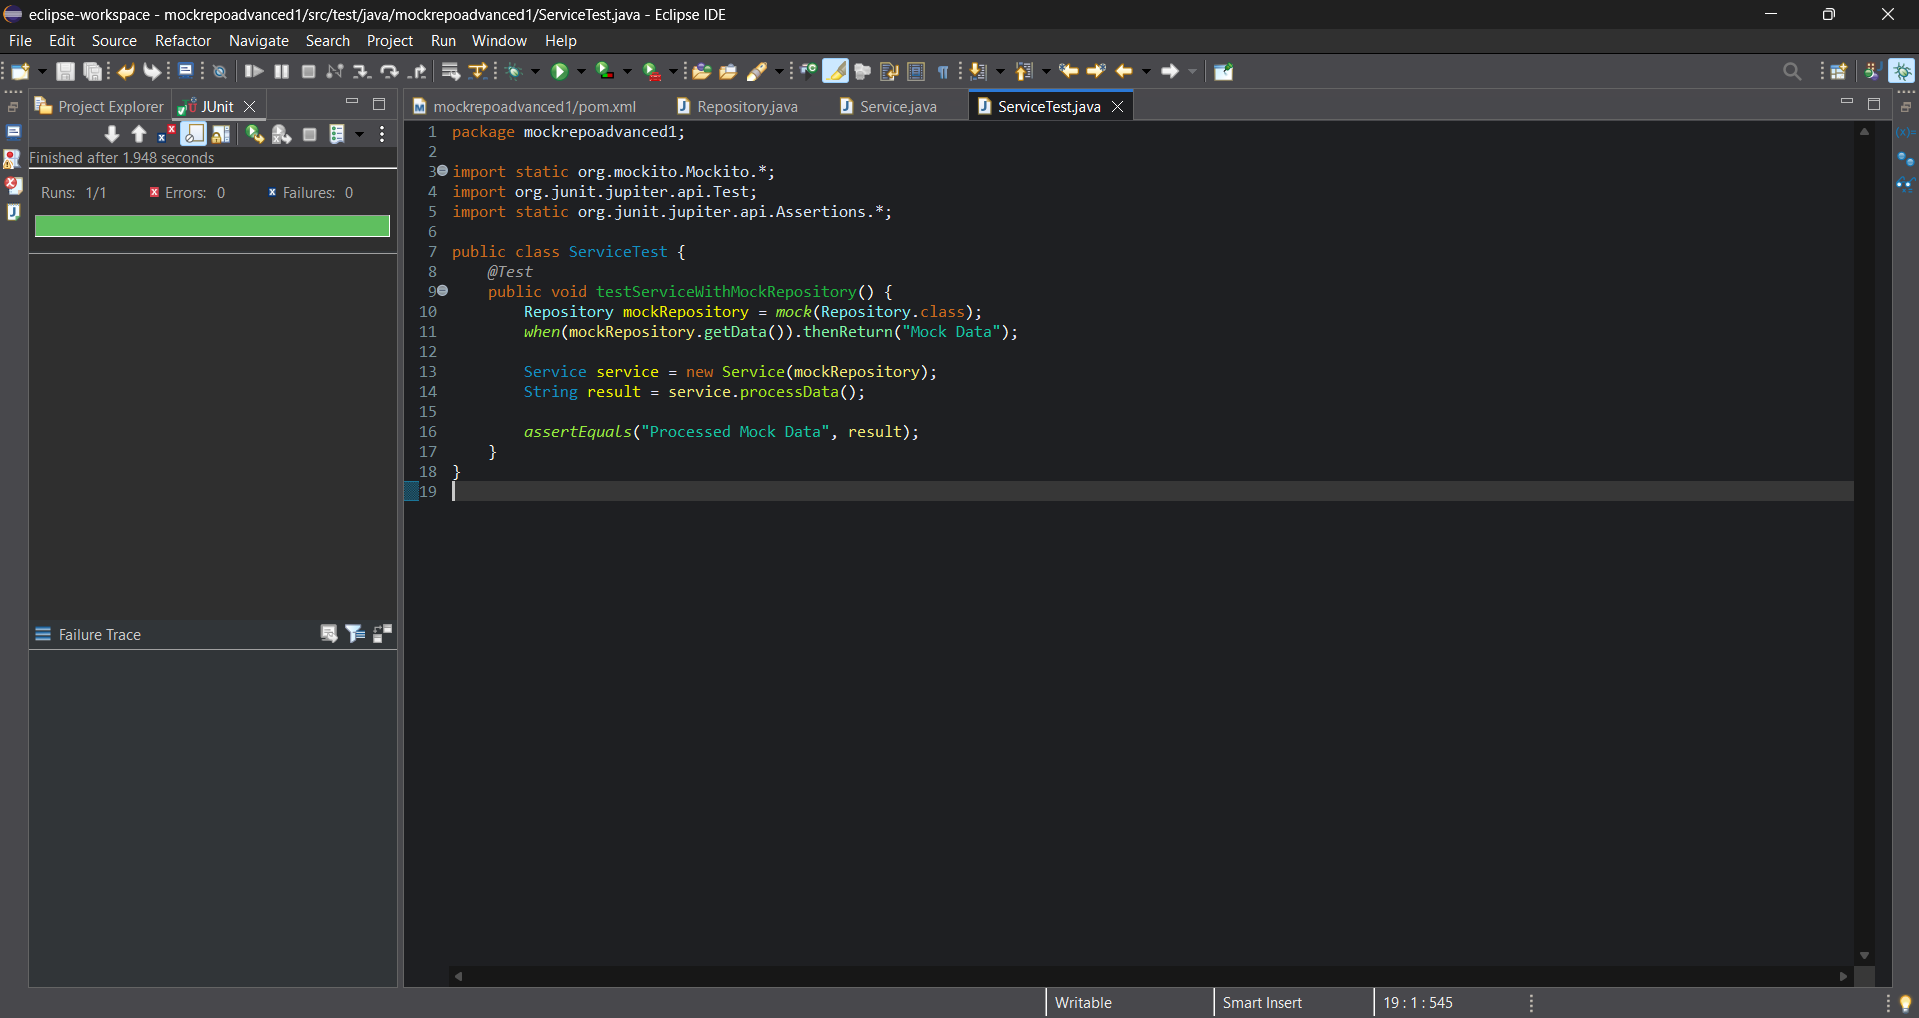 eclipse-workspace - mockrepoadvanced1/src/test/java/mockrepoadvanced1/ServiceTest.java - Eclipse IDE
File Edit Source Refactor Navigate Search Project Run Window Help
Project Explorer JUnit
mockrepoadvanced1/pom.xml Repository.java Service.java ServiceTest.java
Finished after 1.948 seconds
Runs: 1/1 Errors: 0 Failures: 0
Failure Trace
1 package mockrepoadvanced1;
2
3 import static org.mockito.Mockito.*;
4 import org.junit.jupiter.api.Test;
5 import static org.junit.jupiter.api.Assertions.*;
6
7 public class ServiceTest {
8     @Test
9     public void testServiceWithMockRepository() {
10         Repository mockRepository = mock(Repository.class);
11         when(mockRepository.getData()).thenReturn("Mock Data");
12
13         Service service = new Service(mockRepository);
14         String result = service.processData();
15
16         assertEquals("Processed Mock Data", result);
17     }
18 }
19
Writable Smart Insert 19 : 1 : 545